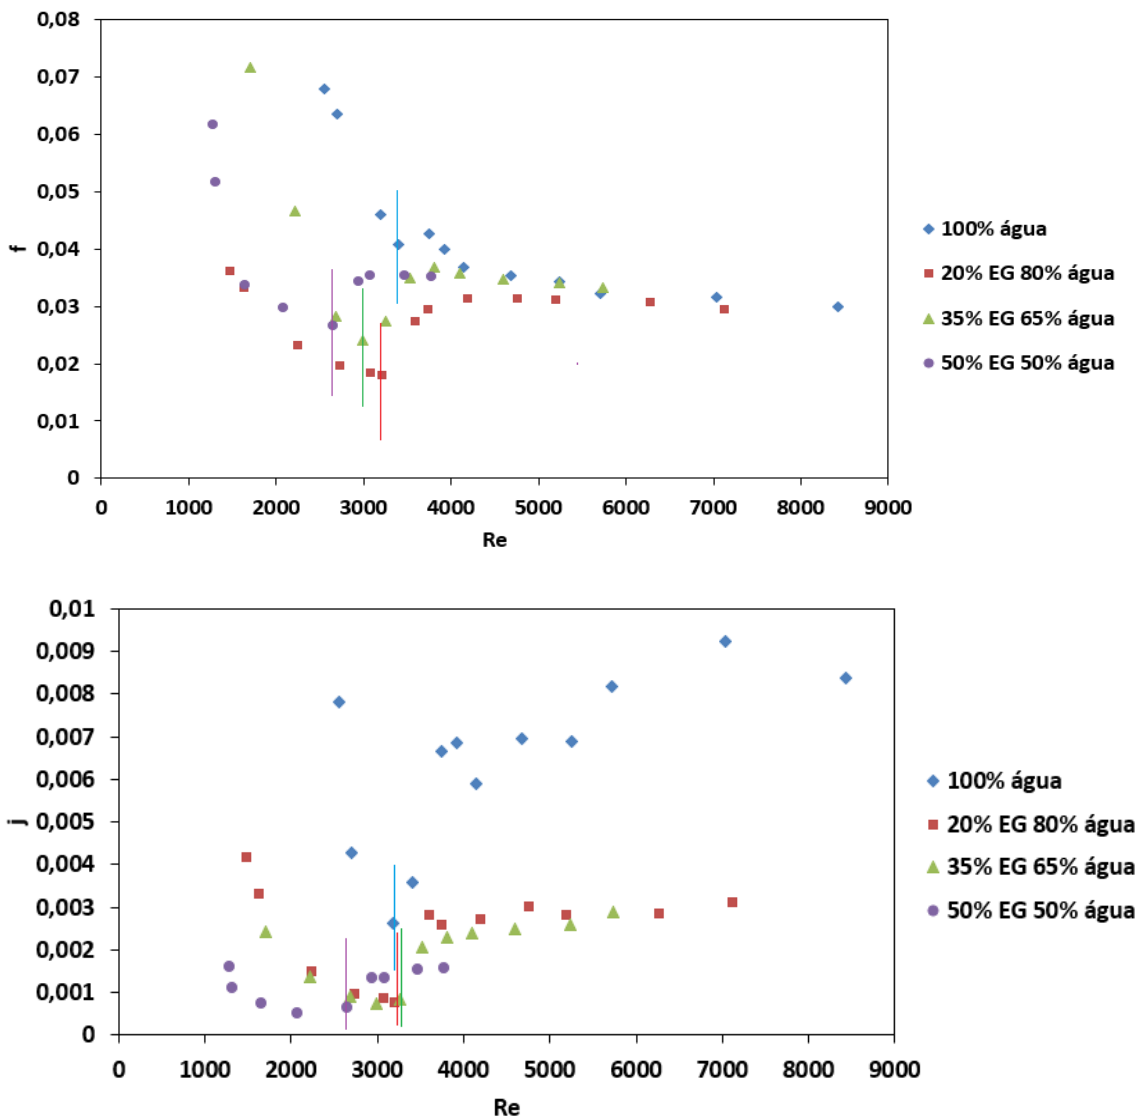 0,08
0,07
0,06
0,05
0,04
0,03
0,02
0,01
0
f
0 1000 2000 3000 4000 5000 6000 7000 8000 9000
Re
100% água
20% EG 80% água
35% EG 65% água
50% EG 50% água
0,01
0,009
0,008
0,007
0,006
0,005
0,004
0,003
0,002
0,001
0
j
0 1000 2000 3000 4000 5000 6000 7000 8000 9000
Re
100% água
20% EG 80% água
35% EG 65% água
50% EG 50% água